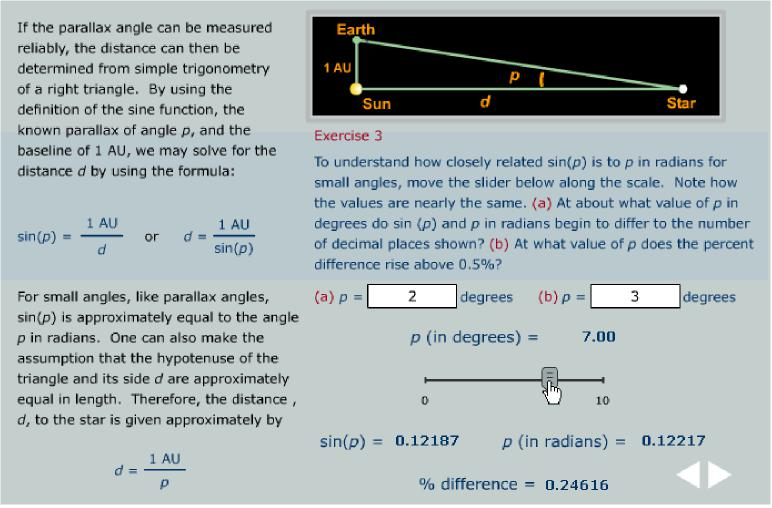 If the parallax angle can be measured
reliably, the distance can then be
determined from simple trigonometry
of a right triangle. By using the
definition of the sine function, the
known parallax of angle p, and the
baseline of 1 AU, we may solve for the
distance d by using the formula:
sin(p) = 1 AU / d or d = 1 AU / sin(p)
For small angles, like parallax angles,
sin(p) is approximately equal to the angle
p in radians. One can also make the
assumption that the hypotenuse of the
triangle and its side d are approximately
equal in length. Therefore, the distance ,
d, to the star is given approximately by
d = 1 AU / p
Earth
1 AU
p
Sun
d
Star
Exercise 3
To understand how closely related sin(p) is to p in radians for
small angles, move the slider below along the scale. Note how
the values are nearly the same. (a) At about what value of p in
degrees do sin (p) and p in radians begin to differ to the number
of decimal places shown? (b) At what value of p does the percent
difference rise above 0.5%?
(a) p = 2 degrees (b) p = 3 degrees
p (in degrees) = 7.00
0 10
sin(p) = 0.12187 p (in radians) = 0.12217
% difference = 0.24616